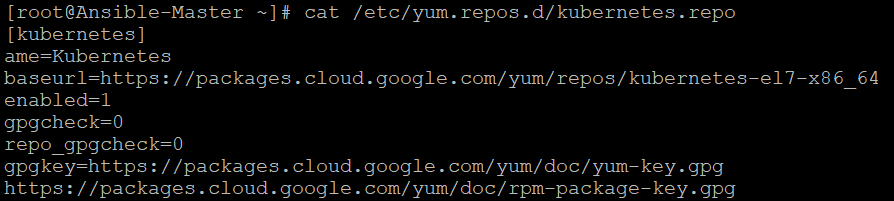 [root@Ansible-Master ~]# cat /etc/yum.repos.d/kubernetes.repo
[kubernetes]
ame=Kubernetes
baseurl=https://packages.cloud.google.com/yum/repos/kubernetes-el7-x86_64
enabled=1
gpgcheck=0
repo_gpgcheck=0
gpgkey=https://packages.cloud.google.com/yum/doc/yum-key.gpg
https://packages.cloud.google.com/yum/doc/rpm-package-key.gpg